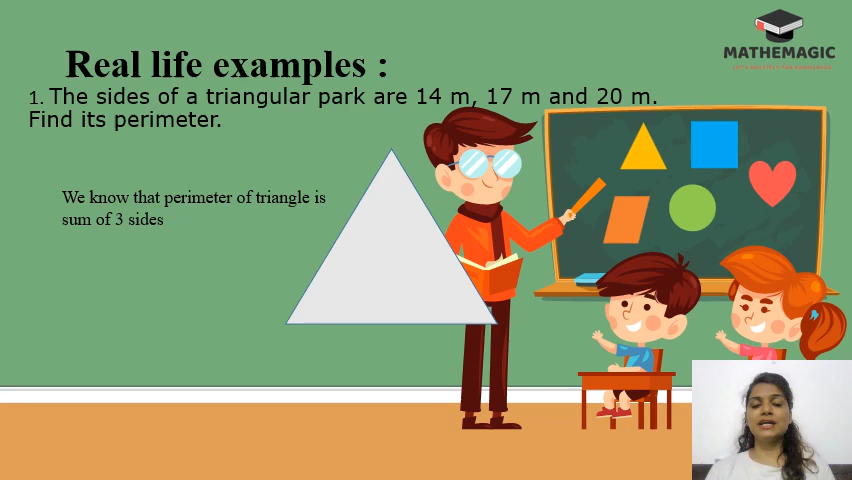 MATHEMAGIC
Real life examples :
1. The sides of a triangular park are 14 m, 17 m and 20 m.
Find its perimeter.
We know that perimeter of triangle is
sum of 3 sides